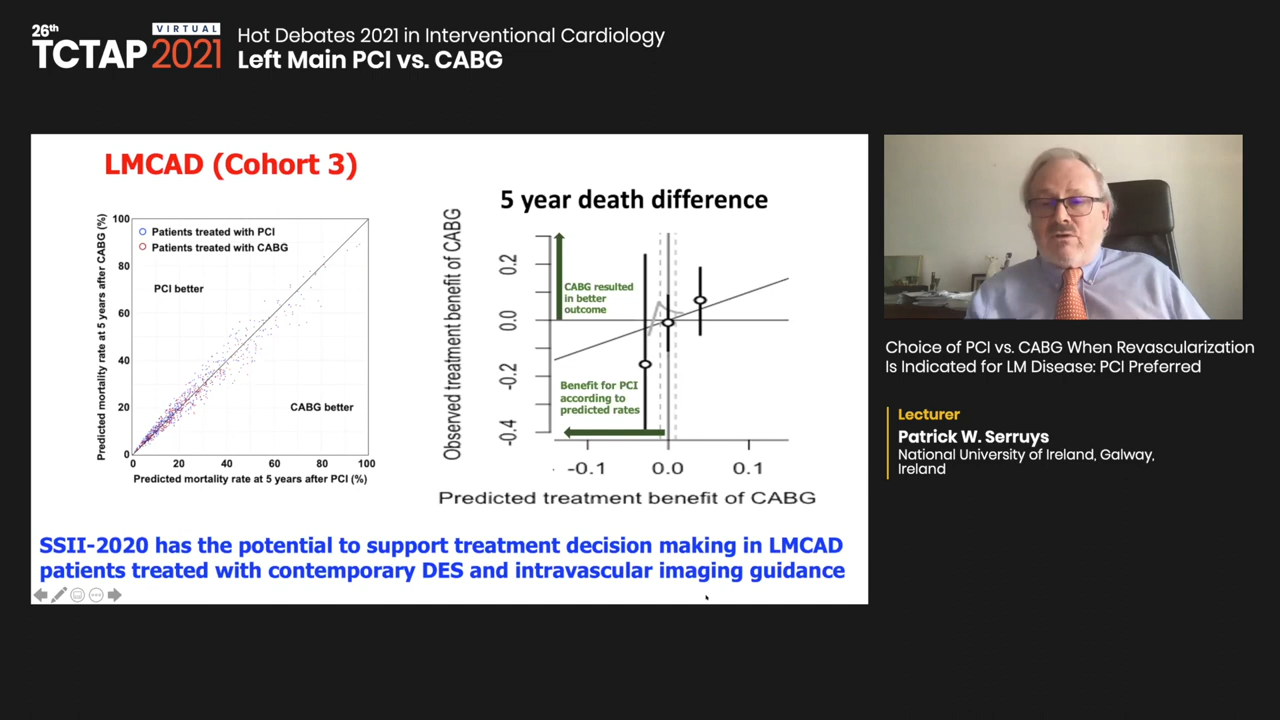 26th
TCTAP
VIRTUAL
2021
Hot Debates 2021 in Interventional Cardiology
Left Main PCI vs. CABG
LMCAD (Cohort 3)
Predicted mortality rate at 5 years after CABG (%)
100
80
60
40
20
0
Patients treated with PCI
Patients treated with CABG
PCI better
CABG better
0 20 40 60 80 100
Predicted mortality rate at 5 years after PCI (%)
5 year death difference
Observed treatment benefit of CABG
0.2
0.0
-0.2
-0.4
CABG resulted
in better
outcome
Benefit for PCI
according to
predicted rates
-0.1 0.0 0.1
Predicted treatment benefit of CABG
SSII-2020 has the potential to support treatment decision making in LMCAD
patients treated with contemporary DES and intravascular imaging guidance
Choice of PCI vs. CABG When Revascularization
Is Indicated for LM Disease: PCI Preferred
Lecturer
Patrick W. Serruys
National University of Ireland, Galway,
Ireland